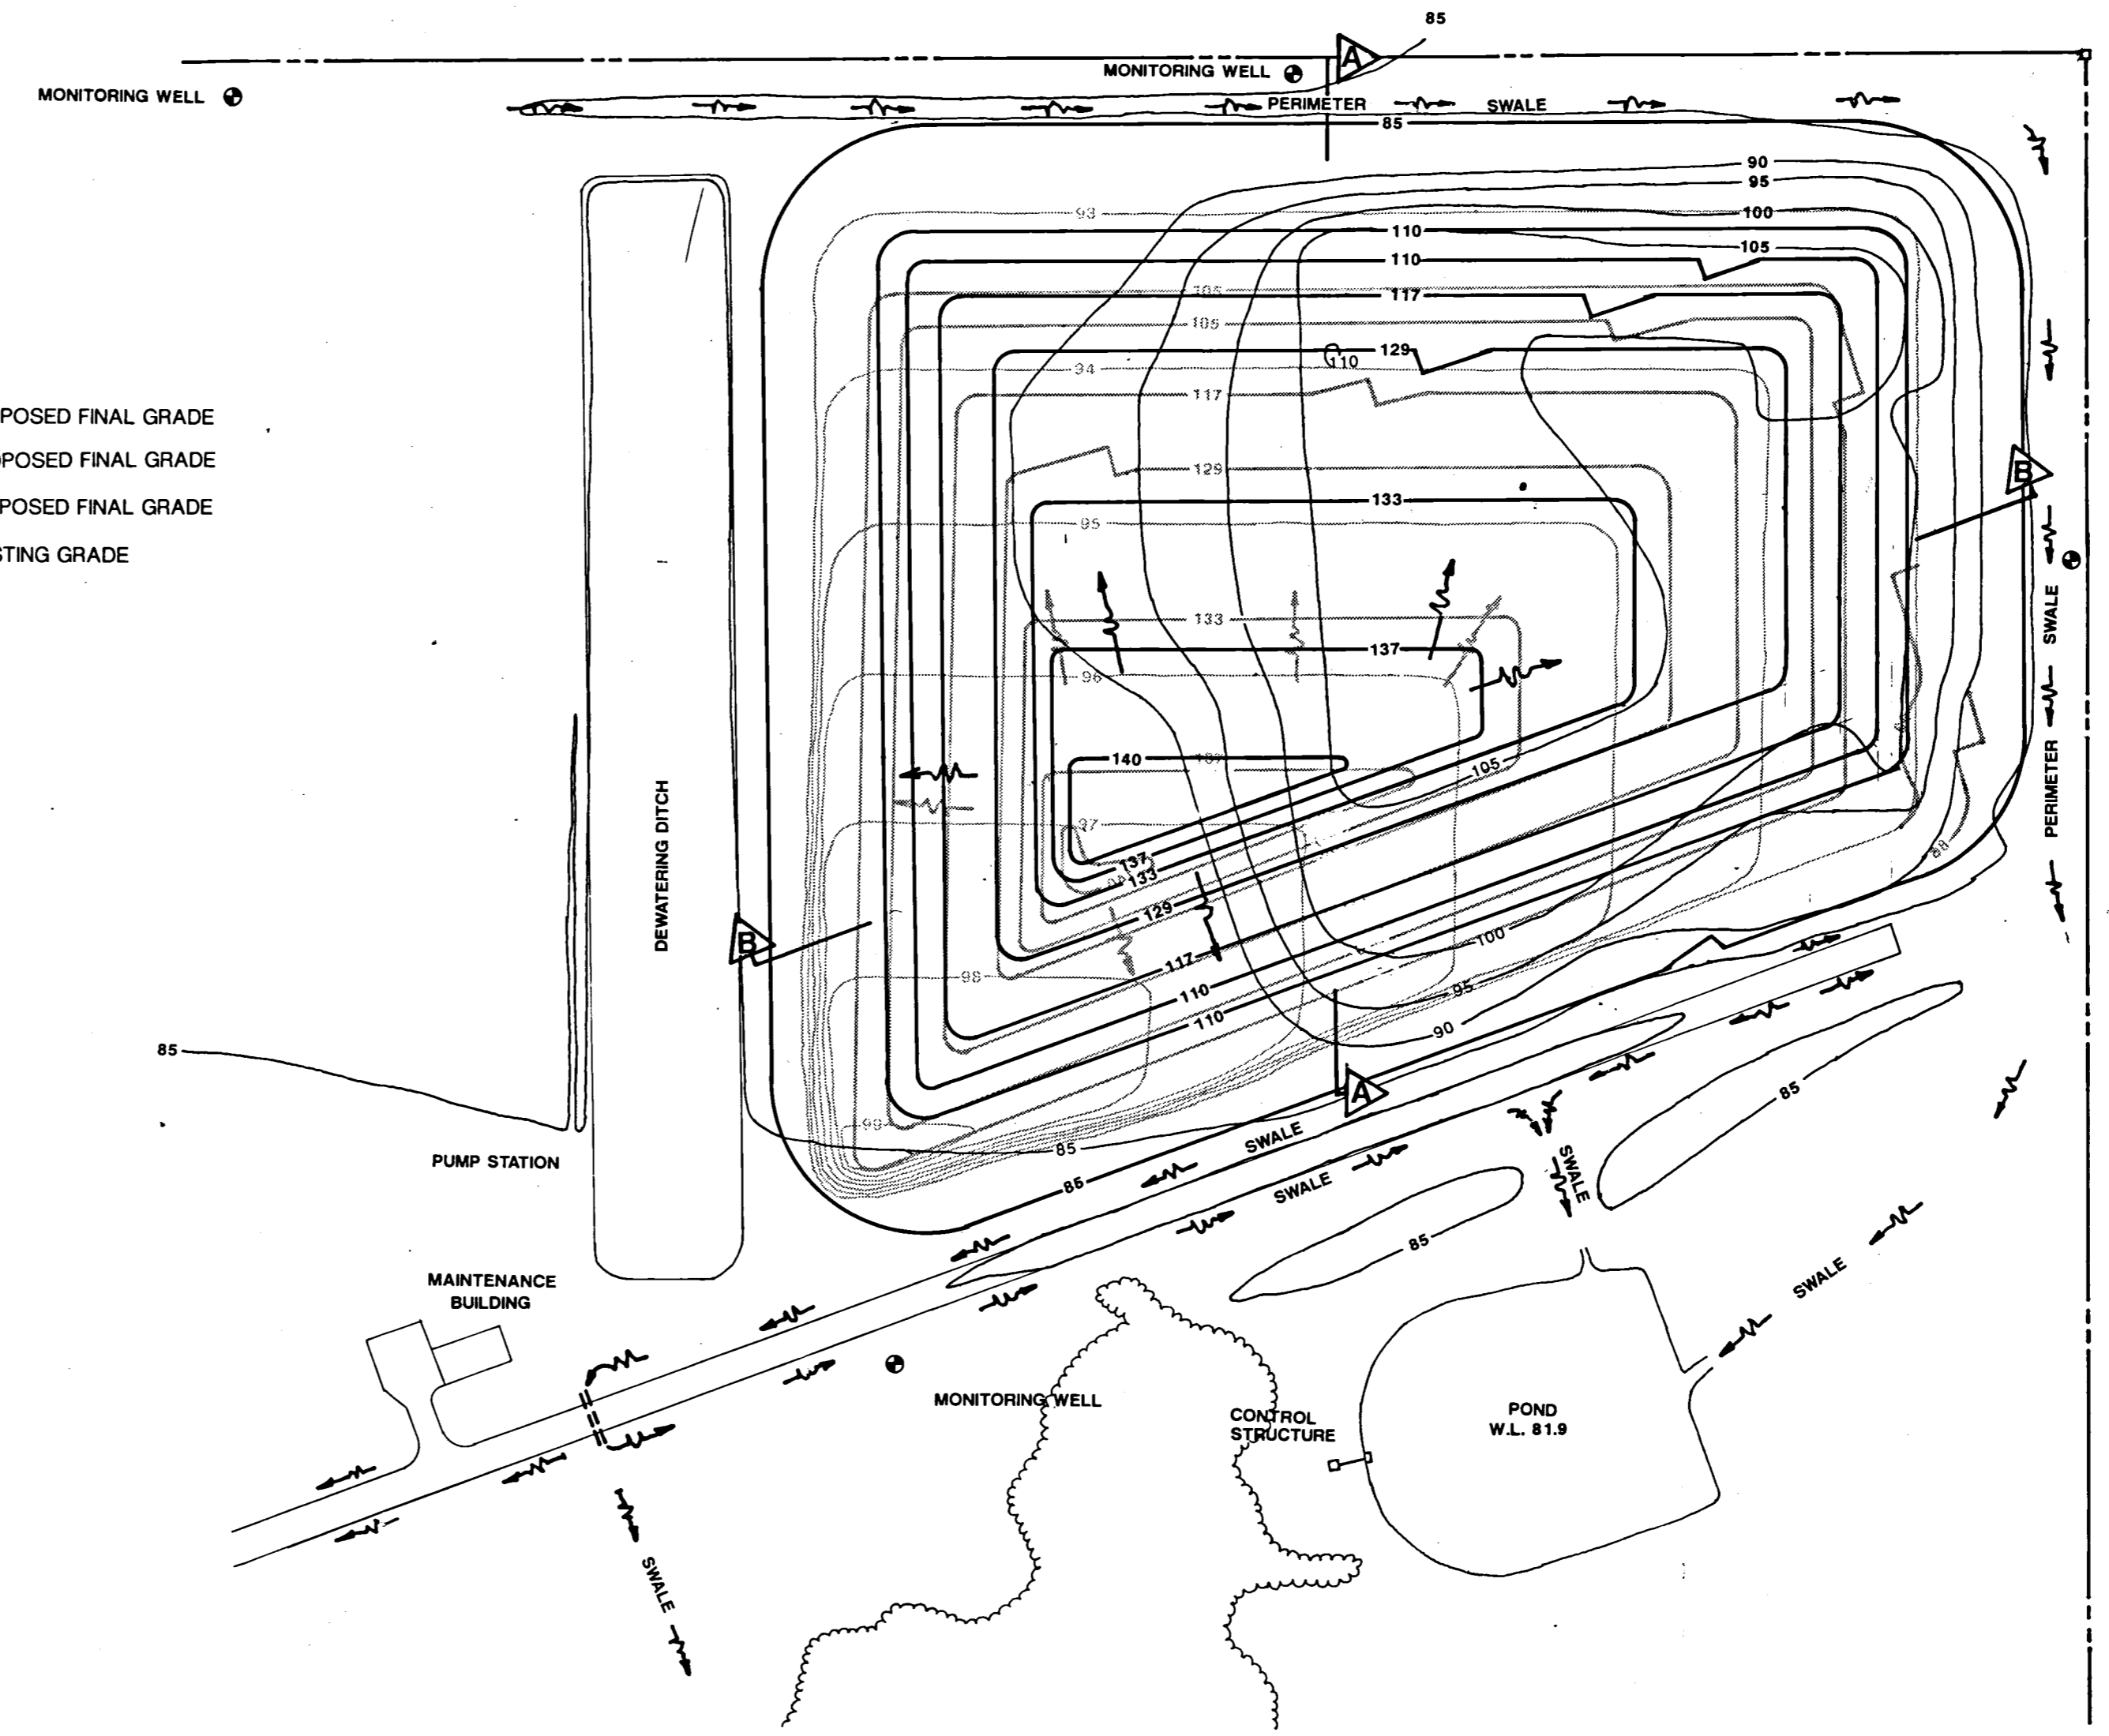 85
A
MONITORING WELL
MONITORING WELL
PERIMETER
SWALE
85
90
95
93
100
110
105
110
105
117
105
129
110
94
117
POSED FINAL GRADE
POSED FINAL GRADE
POSED FINAL GRADE
STING GRADE
129
B
133
95
133
137
96
SWALE
PERIMETER
140
137
105
DEWATERING DITCH
97
137
133
88
129
B
100
117
98
110
95
110
90
85
A
85
99
SWALE
85
PUMP STATION
85
SWALE
SWALE
85
MAINTENANCE
BUILDING
SWALE
MONITORING WELL
CONTROL
STRUCTURE
POND
W.L. 81.9
SWALE